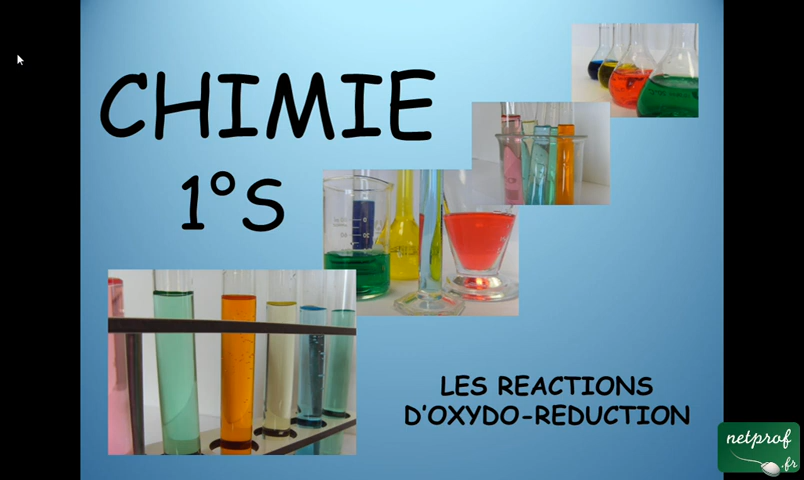 CHIMIE
1°S
LES REACTIONS
D'OXYDO-REDUCTION
netprof
.fr